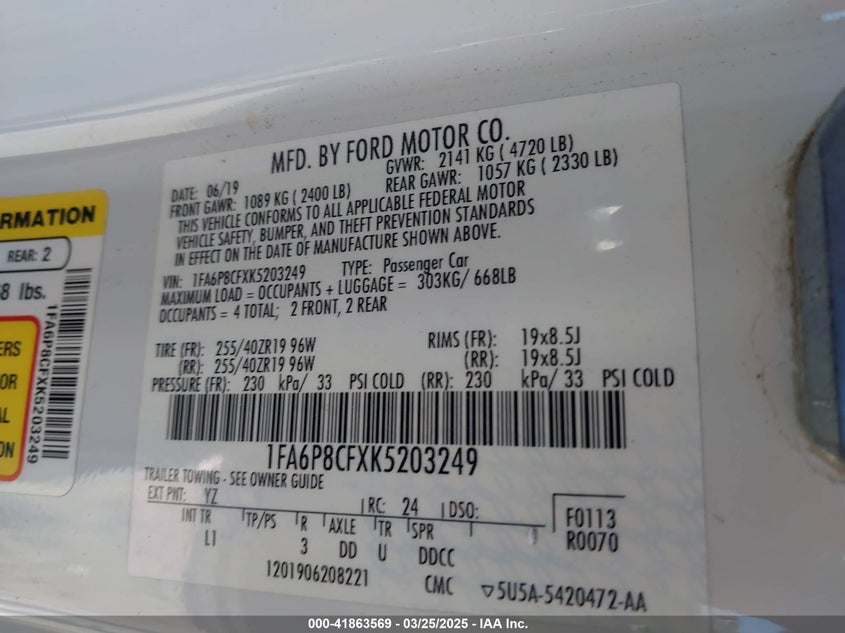 MFD. BY FORD MOTOR CO.
DATE: 06/19 GVWR: 2141 KG ( 4720 LB)
FRONT GAWR: 1089 KG ( 2400 LB) REAR GAWR: 1057 KG ( 2330 LB)
THIS VEHICLE CONFORMS TO ALL APPLICABLE FEDERAL MOTOR
VEHICLE SAFETY, BUMPER, AND THEFT PREVENTION STANDARDS
IN EFFECT ON THE DATE OF MANUFACTURE SHOWN ABOVE.
VIN: 1FA6P8CFXK5203249 TYPE: Passenger Car
MAXIMUM LOAD = OCCUPANTS + LUGGAGE = 303KG/ 668LB
OCCUPANTS = 4 TOTAL; 2 FRONT, 2 REAR
TIRE (FR): 255/40ZR19 96W RIMS (FR): 19x8.5J
(RR): 255/40ZR19 96W (RR): 19x8.5J
PRESSURE (FR): 230 kPa/ 33 PSI COLD (RR): 230 kPa/ 33 PSI COLD
1FA6P8CFXK5203249
TRAILER TOWING - SEE OWNER GUIDE
EXT PNT: YZ RC: 24 DSO:
INT TR TP/PS R AXLE TR SPR
L1 3 DD U DDCC
F0113
R0070
1201906208221 CMC ▽5U5A-5420472-AA
RMATION
REAR: 2
8 lbs.
ERS
OR
AL
ON
1FA6P8CFXK5203249
000-41863569 - 03/25/2025 - IAA Inc.